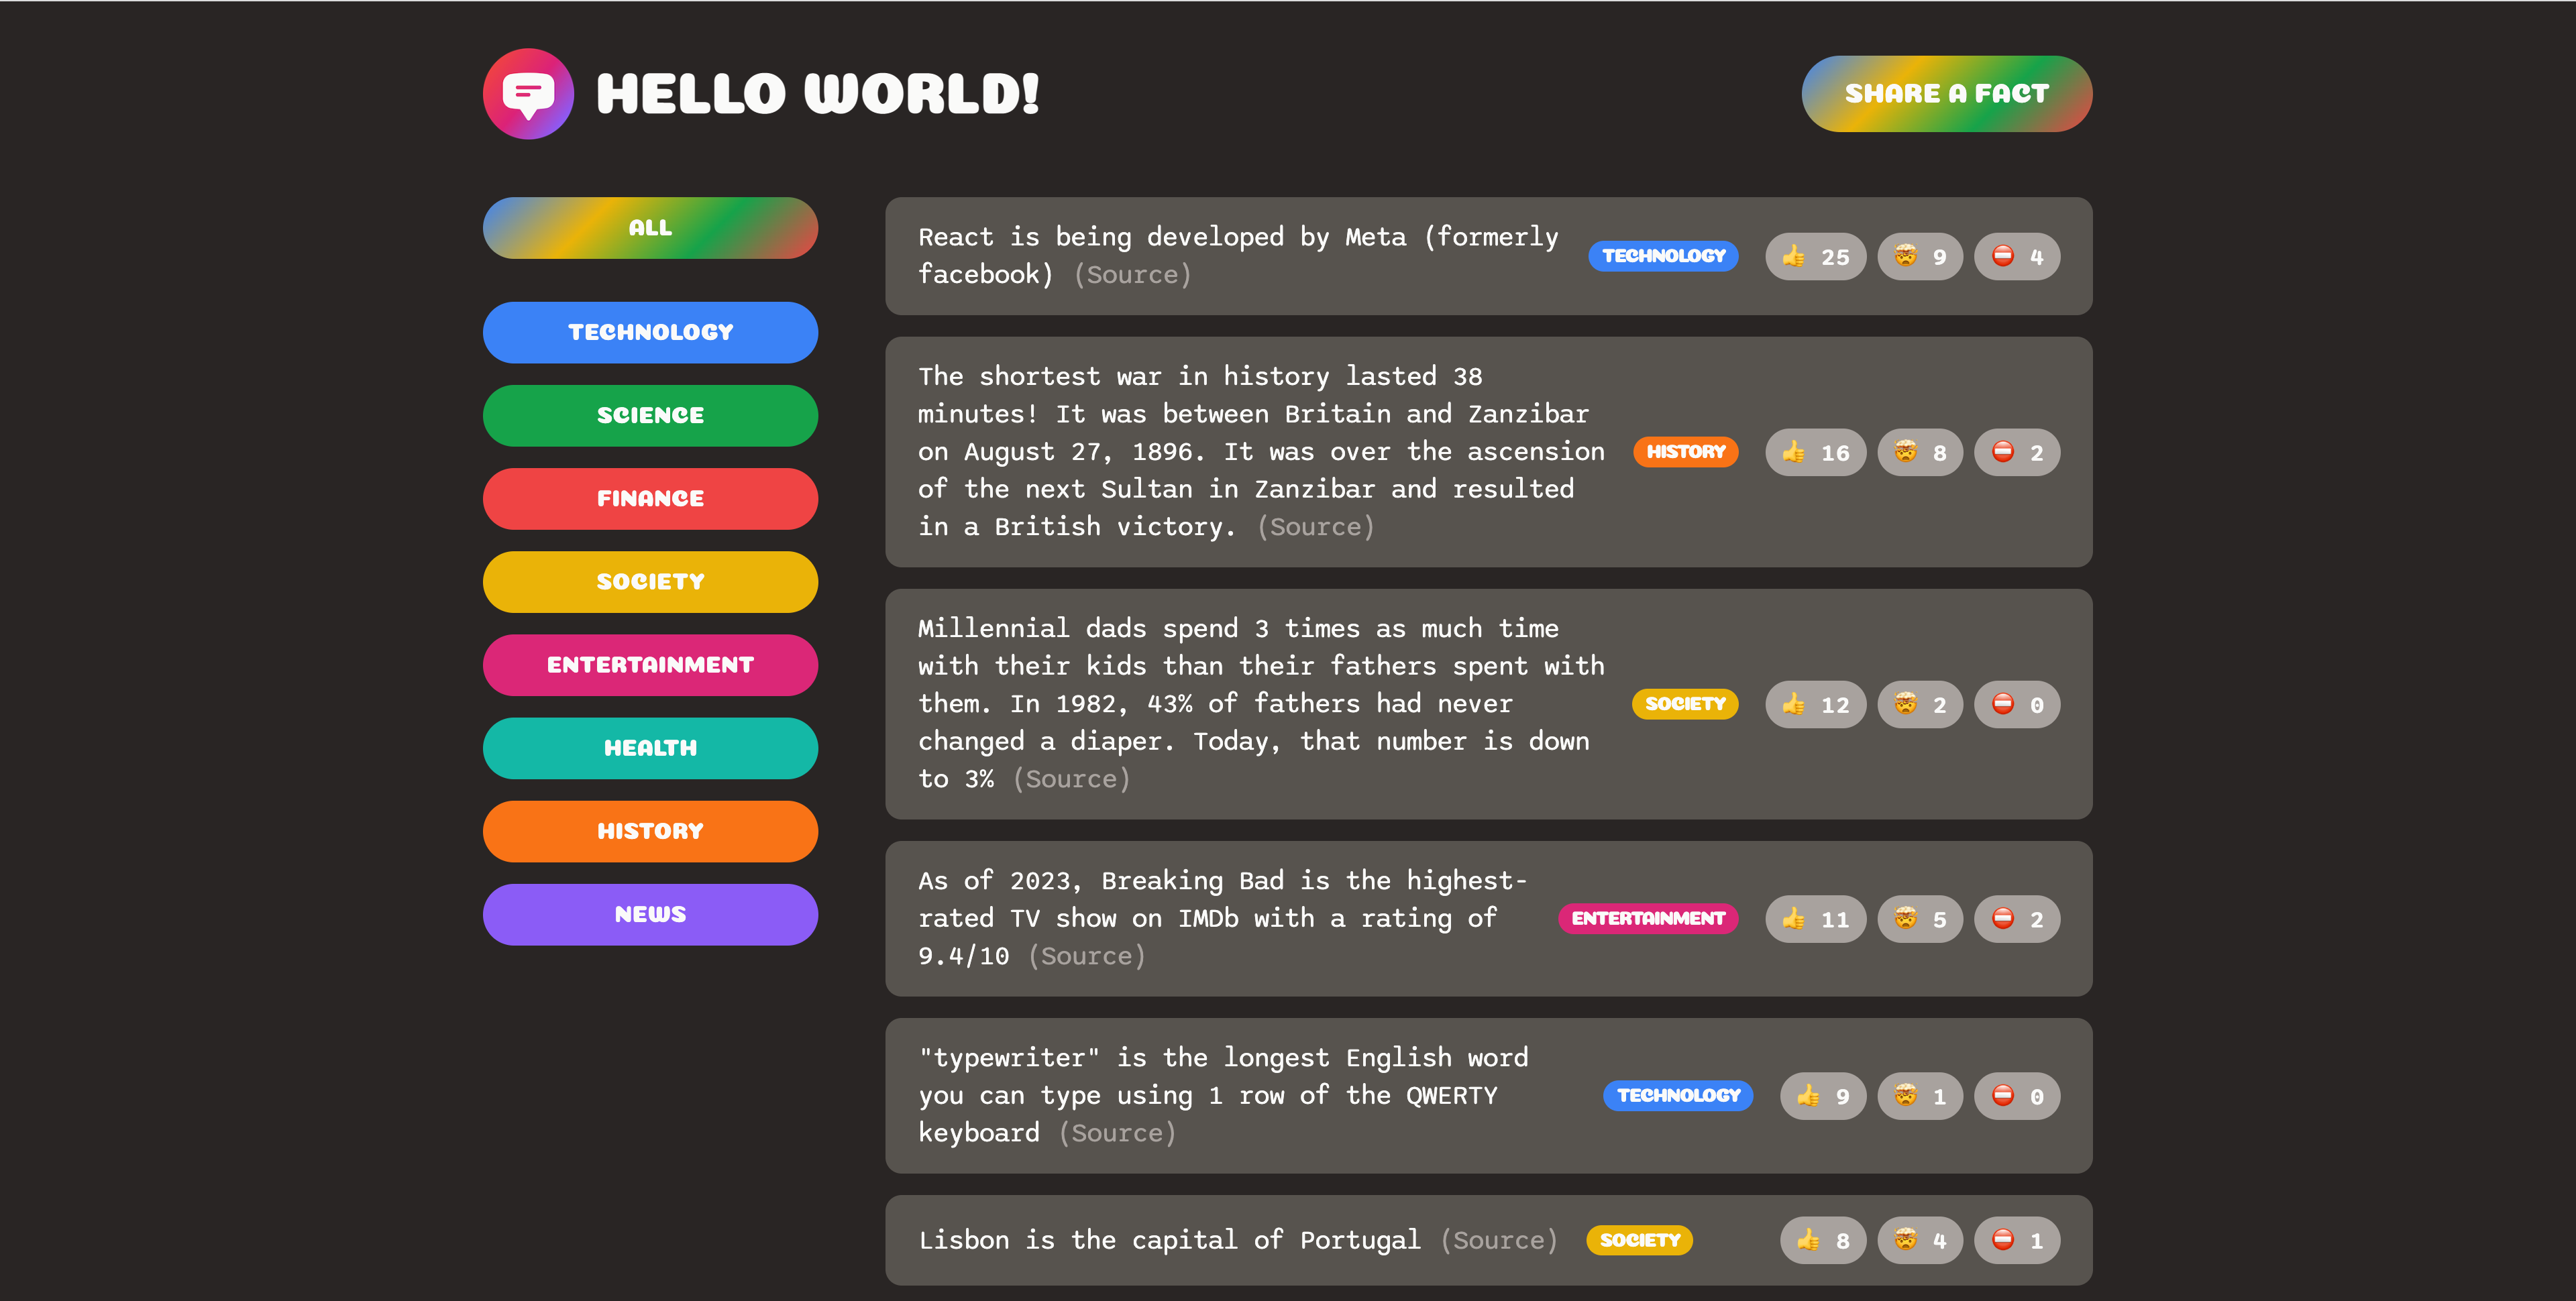 HELLO WORLD!
SHARE A FACT
ALL
TECHNOLOGY
SCIENCE
FINANCE
SOCIETY
ENTERTAINMENT
HEALTH
HISTORY
NEWS
React is being developed by Meta (formerly
facebook) (Source)
TECHNOLOGY
👍 25 🤯 9 ⛔ 4
The shortest war in history lasted 38
minutes! It was between Britain and Zanzibar
on August 27, 1896. It was over the ascension
of the next Sultan in Zanzibar and resulted
in a British victory. (Source)
HISTORY
👍 16 🤯 8 ⛔ 2
Millennial dads spend 3 times as much time
with their kids than their fathers spent with
them. In 1982, 43% of fathers had never
changed a diaper. Today, that number is down
to 3% (Source)
SOCIETY
👍 12 🤯 2 ⛔ 0
As of 2023, Breaking Bad is the highest-
rated TV show on IMDb with a rating of
9.4/10 (Source)
ENTERTAINMENT
👍 11 🤯 5 ⛔ 2
"typewriter" is the longest English word
you can type using 1 row of the QWERTY
keyboard (Source)
TECHNOLOGY
👍 9 🤯 1 ⛔ 0
Lisbon is the capital of Portugal (Source)
SOCIETY
👍 8 🤯 4 ⛔ 1